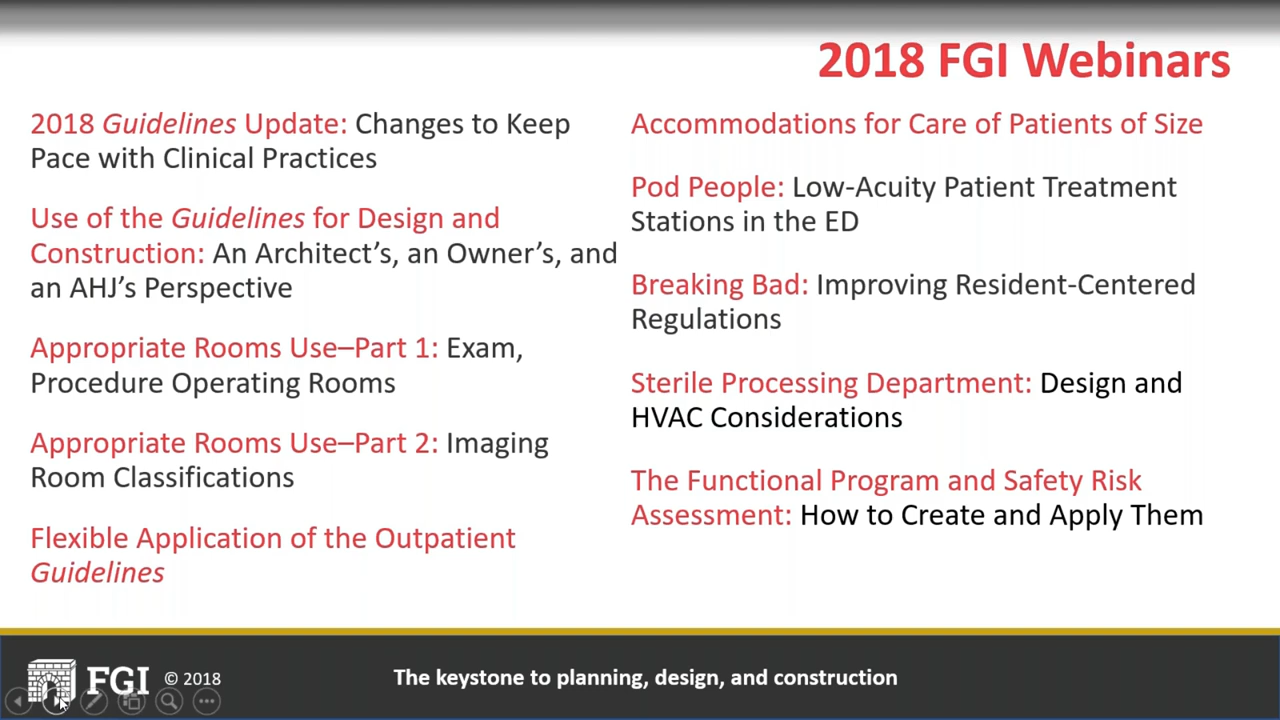 2018 FGI Webinars
2018 Guidelines Update: Changes to Keep
Pace with Clinical Practices
Use of the Guidelines for Design and
Construction: An Architect’s, an Owner’s, and
an AHJ’s Perspective
Appropriate Rooms Use–Part 1: Exam,
Procedure Operating Rooms
Appropriate Rooms Use–Part 2: Imaging
Room Classifications
Flexible Application of the Outpatient
Guidelines
Accommodations for Care of Patients of Size
Pod People: Low-Acuity Patient Treatment
Stations in the ED
Breaking Bad: Improving Resident-Centered
Regulations
Sterile Processing Department: Design and
HVAC Considerations
The Functional Program and Safety Risk
Assessment: How to Create and Apply Them
FGI © 2018
The keystone to planning, design, and construction